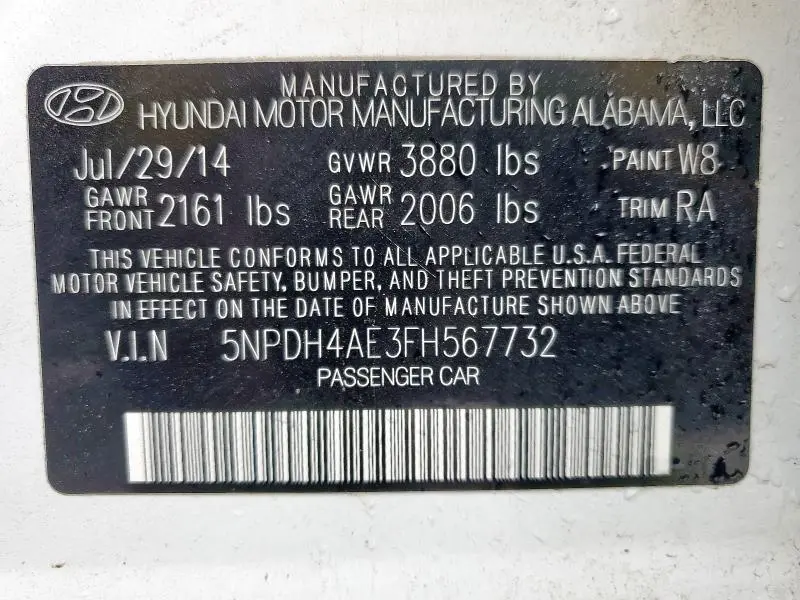 MANUFACTURED BY
HYUNDAI MOTOR MANUFACTURING ALABAMA, LLC
Jul/29/14 GVWR 3880 lbs PAINT W8
GAWR FRONT 2161 lbs GAWR REAR 2006 lbs TRIM RA
THIS VEHICLE CONFORMS TO ALL APPLICABLE U.S.A. FEDERAL
MOTOR VEHICLE SAFETY, BUMPER, AND THEFT PREVENTION STANDARDS
IN EFFECT ON THE DATE OF MANUFACTURE SHOWN ABOVE
V.I.N 5NPDH4AE3FH567732
PASSENGER CAR